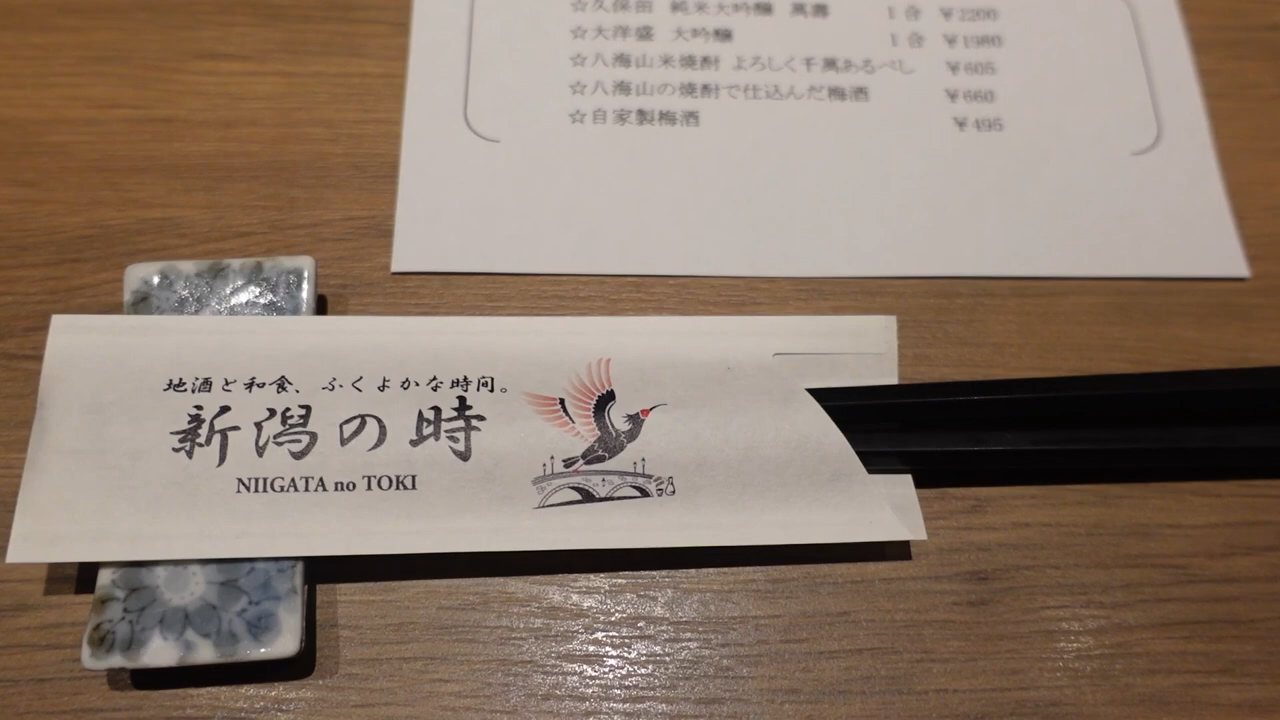 ☆久保田 純米大吟醸 萬壽 1合 ¥2200
☆大洋盛 大吟醸 1合 ¥1980
☆八海山米焼酎 よろしく千萬あるべし ¥605
☆八海山の焼酎で仕込んだ梅酒 ¥660
☆自家製梅酒 ¥495
地酒と和食、ふくよかな時間。
新潟の時
NIIGATA no TOKI